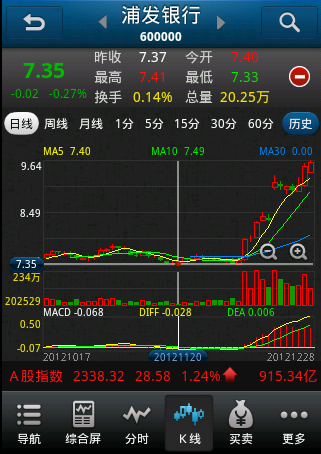 浦发银行
600000
7.35
-0.02 -0.27%
昨收 7.37 今开 7.40
最高 7.41 最低 7.33
换手 0.14% 总量 20.25万
日线 周线 月线 1分 5分 15分 30分 60分 历史
MA5 7.40 MA10 7.49 MA30 0.00
9.64
8.49
7.35
234万
202529
MACD -0.068 DIFF -0.028 DEA 0.006
0.50
-0.07
20121017 20121120 20121228
A股指数 2338.32 28.58 1.24% 915.34亿
导航 综合屏 分时 K线 买卖 更多